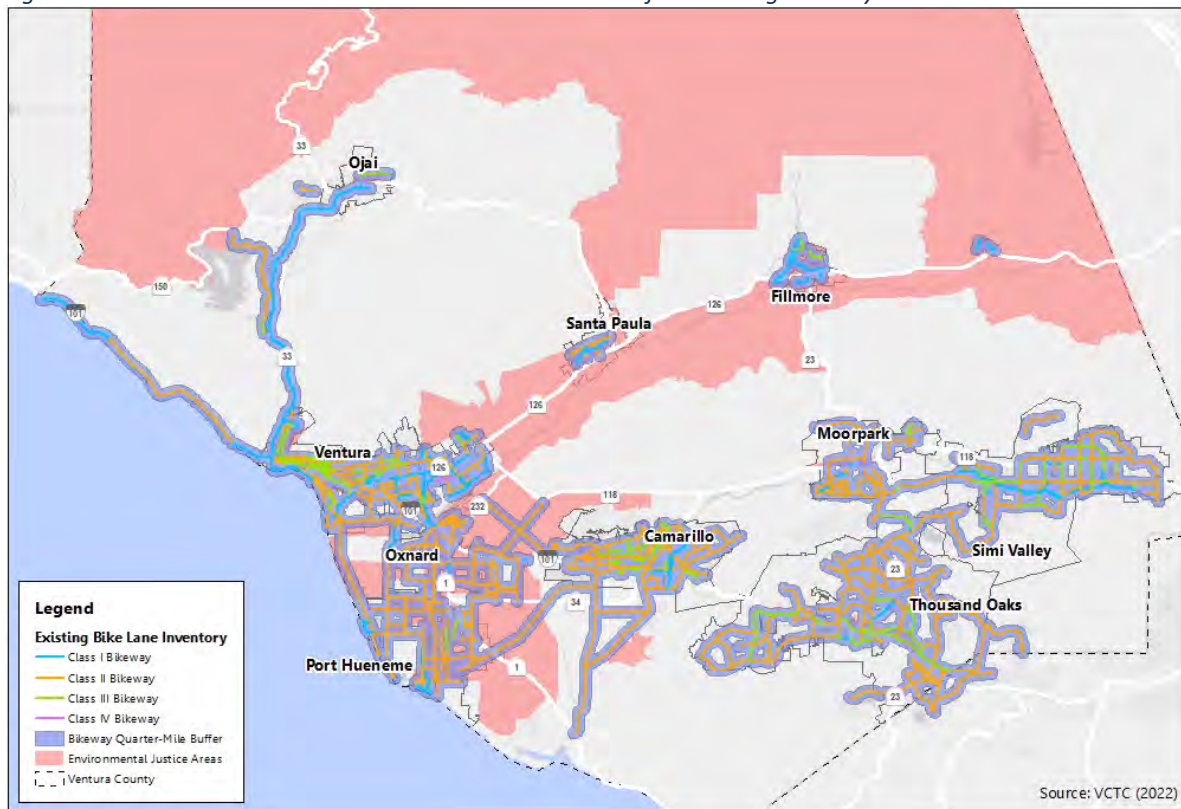 33
Ojai
150
101
Fillmore
126
Santa Paula
23
33
126
Moorpark
Ventura
118
126
118
232
101
Camarillo
Oxnard
101
Simi Valley
23
1
34
Thousand Oaks
Port Hueneme
1
23
Legend
Existing Bike Lane Inventory
Class I Bikeway
Class II Bikeway
Class III Bikeway
Class IV Bikeway
Bikeway Quarter-Mile Buffer
Environmental Justice Areas
Ventura County
Source: VCTC (2022)